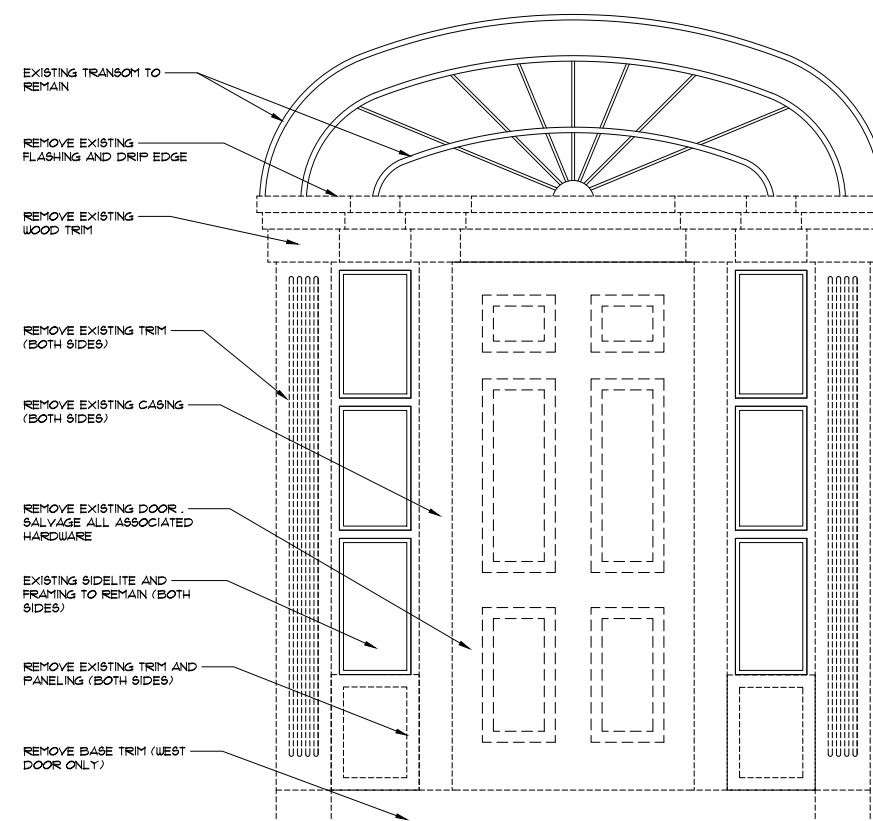 EXISTING TRANSOM TO
REMAIN
REMOVE EXISTING
FLASHING AND DRIP EDGE
REMOVE EXISTING
WOOD TRIM
REMOVE EXISTING TRIM
(BOTH SIDES)
REMOVE EXISTING CASING
(BOTH SIDES)
REMOVE EXISTING DOOR .
SALVAGE ALL ASSOCIATED
HARDWARE
EXISTING SIDELITE AND
FRAMING TO REMAIN (BOTH
SIDES)
REMOVE EXISTING TRIM AND
PANELING (BOTH SIDES)
REMOVE BASE TRIM (WEST
DOOR ONLY)